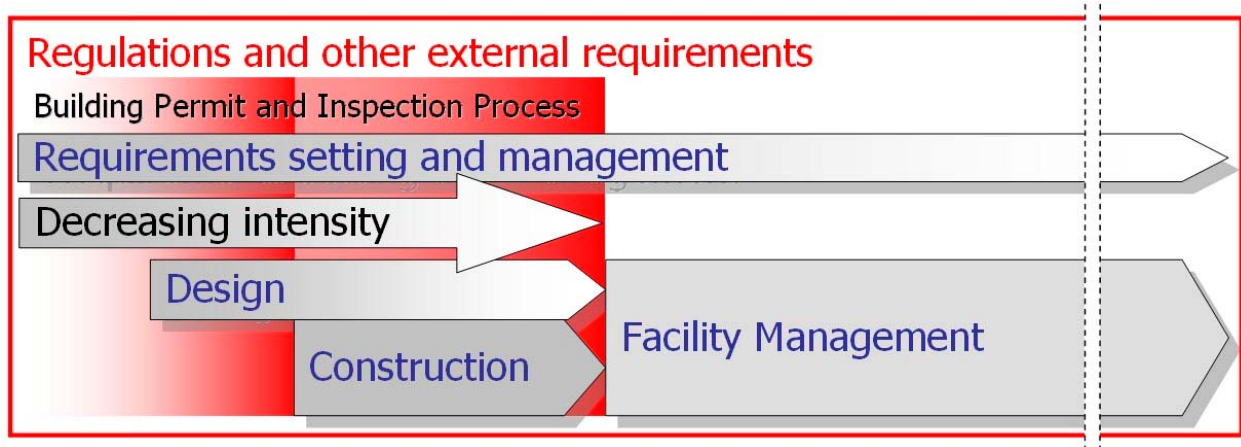 Regulations and other external requirements
Building Permit and Inspection Process
Requirements setting and management
Decreasing intensity
Design
Construction
Facility Management